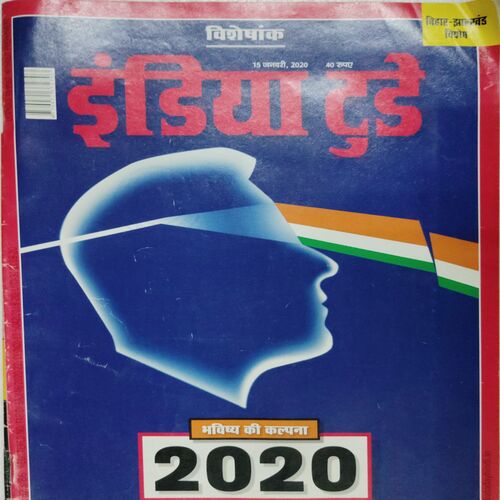 विशेषांक
बिहार-झारखंड
विशेष
15 जनवरी, 2020 40 रुपए
इंडिया टुडे
भविष्य की कल्पना
2020